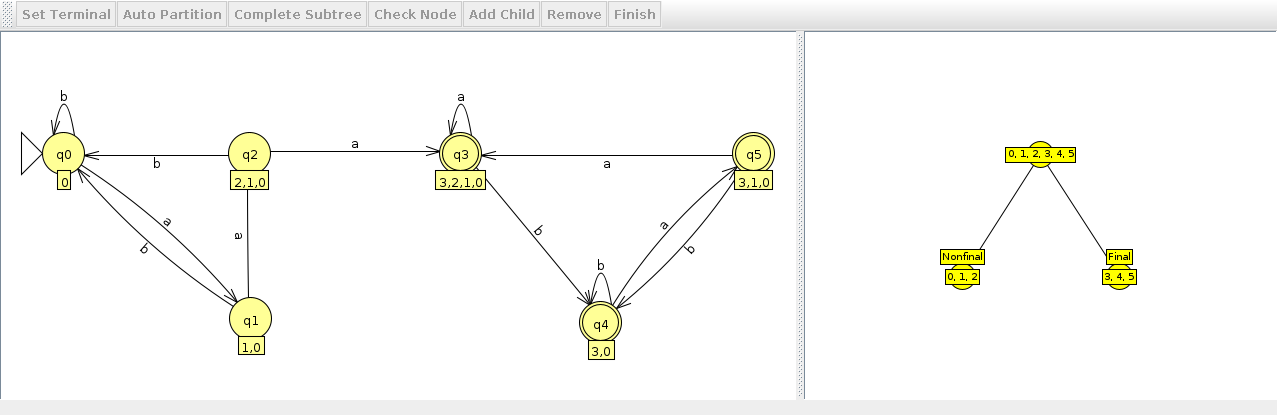 Set Terminal Auto Partition Complete Subtree Check Node Add Child Remove Finish
b a
q0 q2 a q3 q5 0, 1, 2, 3, 4, 5
b a
0 2,1,0 3,2,1,0 3,1,0
a a b a b
b b Nonfinal Final
0, 1, 2 3, 4, 5
q1 q4
1,0 3,0